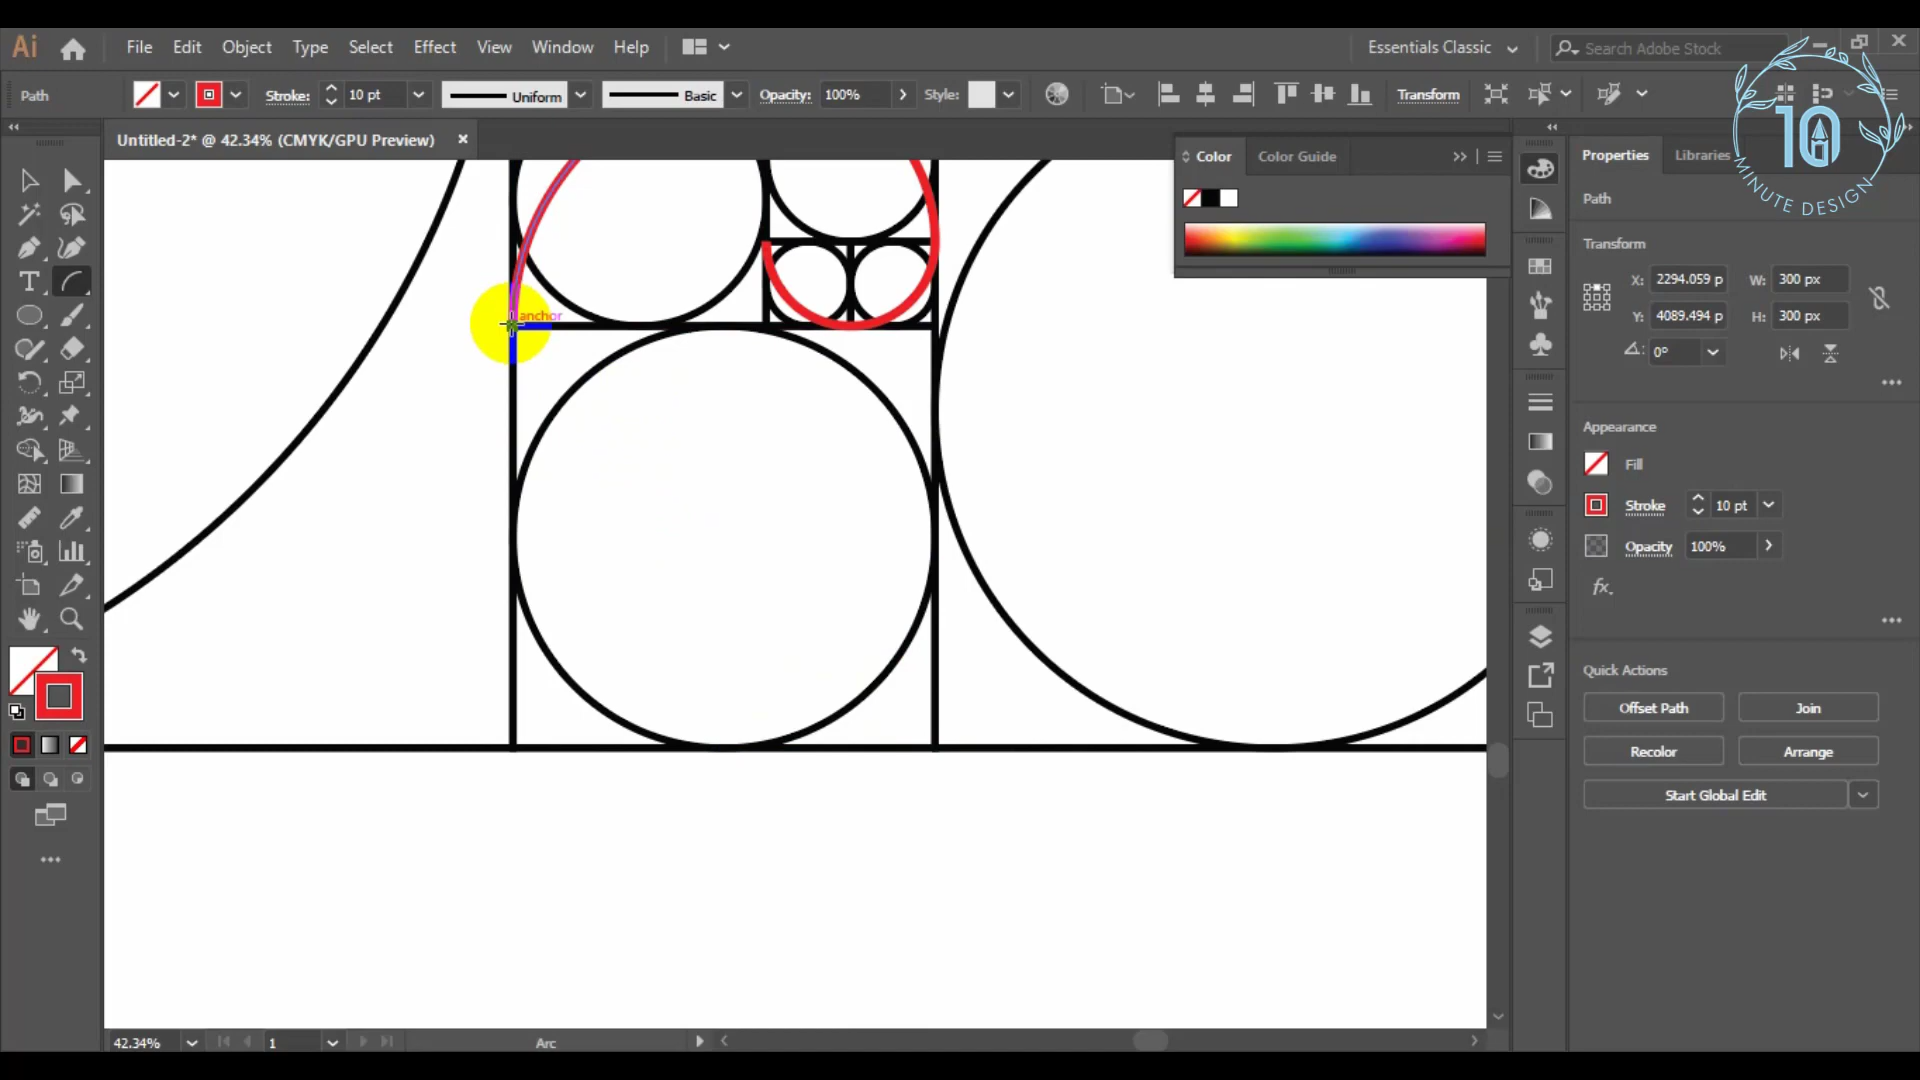 Ai File Edit Object Type Select Effect View Window Help Essentials Classic Search Adobe Stock
Path Stroke: 10 pt Uniform Basic Opacity: 100% Style: Transform
Untitled-2* @ 42.34% (CMYK/GPU Preview)
Color Color Guide
anchor
Properties Libraries
10
MINUTE DESIGN
Path
Transform
X: 2294.059 p W: 300 px
Y: 4089.494 p H: 300 px
0°
Appearance
Fill
Stroke 10 pt
Opacity 100%
fx
Quick Actions
Offset Path Join
Recolor Arrange
Start Global Edit
42.34% 1 Arc